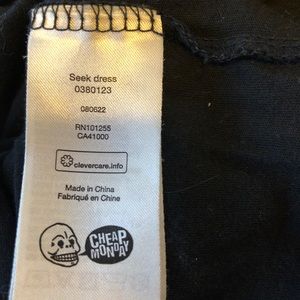 Seek dress
0380123
080622
RN101255
CA41000
clevercare.info
Made in China
Fabriqué en Chine
CHEAP
MONDAY